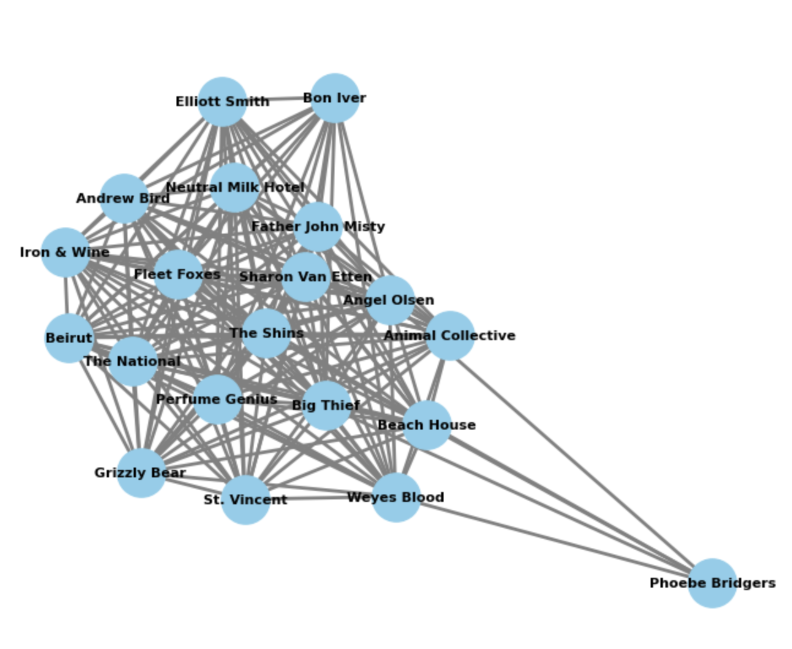 Elliott Smith
Bon Iver
Andrew Bird
Neutral Milk Hotel
Father John Misty
Iron & Wine
Fleet Foxes
Sharon Van Etten
Angel Olsen
Beirut
The Shins
Animal Collective
The National
Perfume Genius
Big Thief
Beach House
Grizzly Bear
St. Vincent
Weyes Blood
Phoebe Bridgers